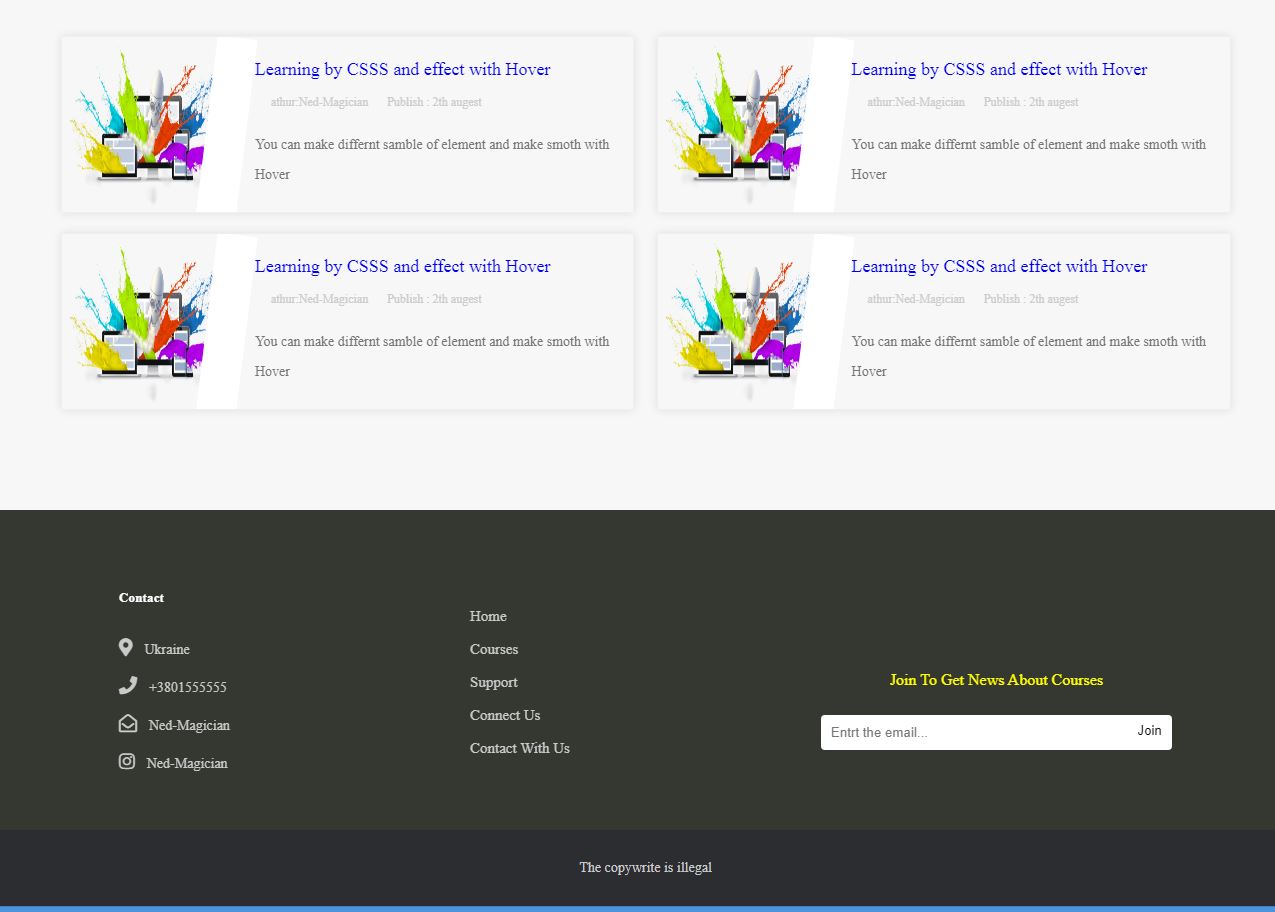 Learning by CSSS and effect with Hover
athur:Ned-Magician Publish : 2th augest
You can make differnt samble of element and make smoth with
Hover
Learning by CSSS and effect with Hover
athur:Ned-Magician Publish : 2th augest
You can make differnt samble of element and make smoth with
Hover
Learning by CSSS and effect with Hover
athur:Ned-Magician Publish : 2th augest
You can make differnt samble of element and make smoth with
Hover
Learning by CSSS and effect with Hover
athur:Ned-Magician Publish : 2th augest
You can make differnt samble of element and make smoth with
Hover
Contact
Ukraine
+3801555555
Ned-Magician
Ned-Magician
Home
Courses
Support
Connect Us
Contact With Us
Join To Get News About Courses
Entrt the email... Join
The copywrite is illegal